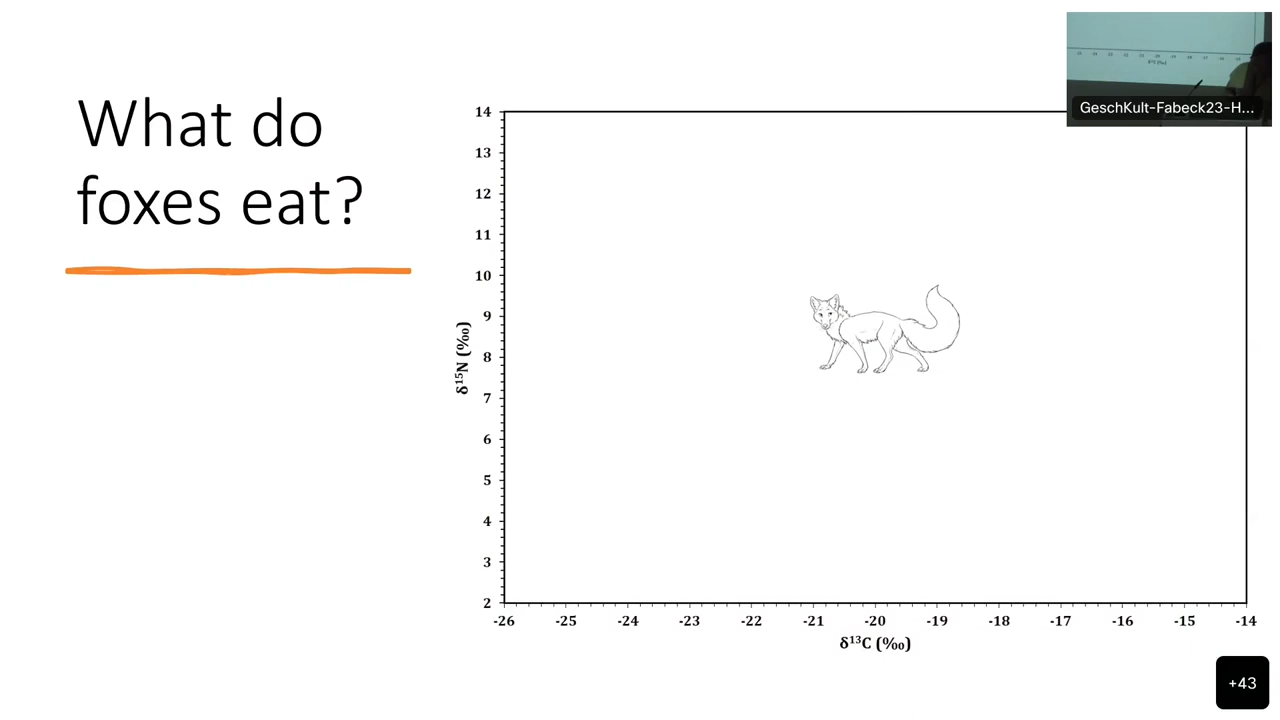 What do
foxes eat?
GeschKult-Fabeck23-H...
14
13
12
11
10
9
8
7
6
5
4
3
2
δ¹⁵N (‰)
-26 -25 -24 -23 -22 -21 -20 -19 -18 -17 -16 -15 -14
δ¹³C (‰)
+43